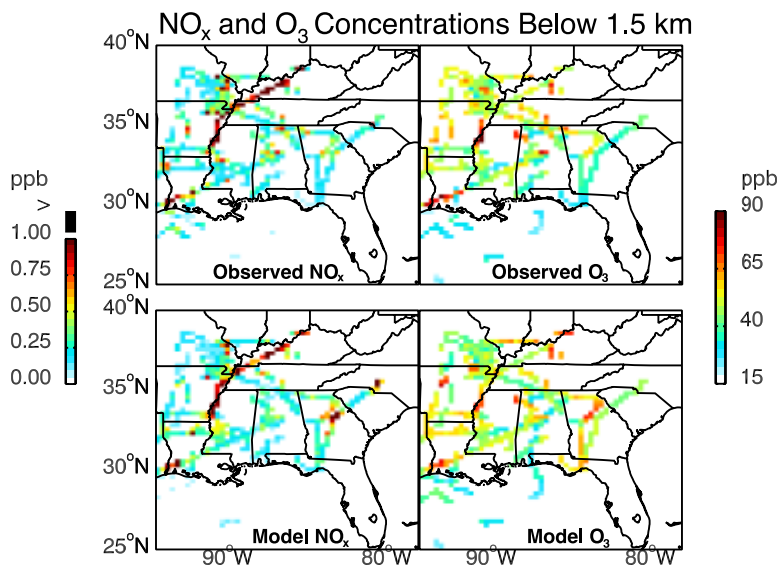 NOx and O3 Concentrations Below 1.5 km
40°N
35°N
30°N
25°N
Observed NOx
Observed O3
ppb
>
1.00
0.75
0.50
0.25
0.00
ppb
90
65
40
15
40°N
35°N
30°N
25°N
Model NOx
Model O3
90°W
80°W
90°W
80°W